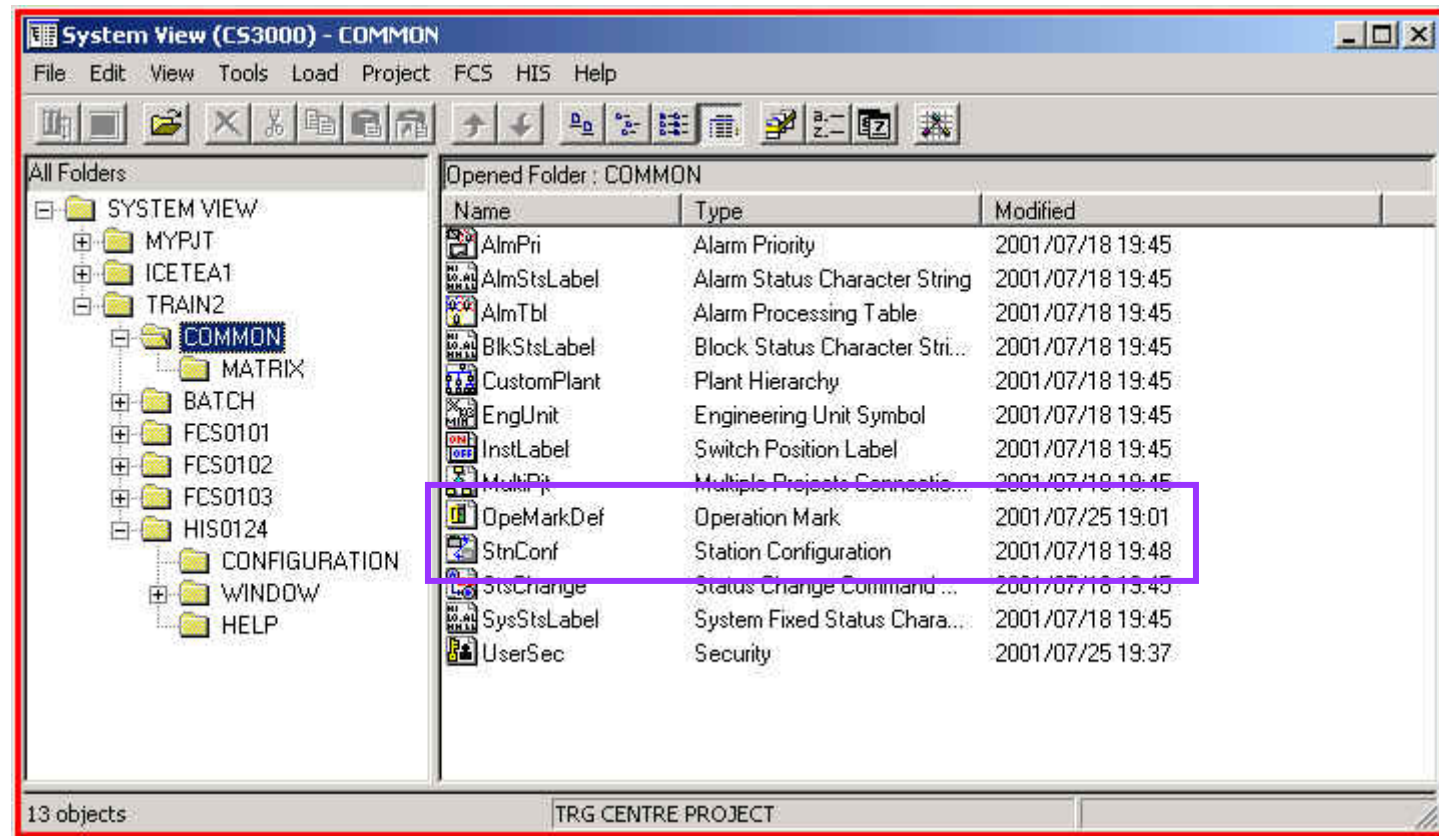 System View (CS3000) - COMMON
File Edit View Tools Load Project FCS HIS Help
All Folders
SYSTEM VIEW
MYPJT
ICETEA1
TRAIN2
COMMON
MATRIX
BATCH
FCS0101
FCS0102
FCS0103
HIS0124
CONFIGURATION
WINDOW
HELP
Opened Folder : COMMON
Name Type Modified
AlmPri Alarm Priority 2001/07/18 19:45
AlmStsLabel Alarm Status Character String 2001/07/18 19:45
AlmTbl Alarm Processing Table 2001/07/18 19:45
BlkStsLabel Block Status Character Stri... 2001/07/18 19:45
CustomPlant Plant Hierarchy 2001/07/18 19:45
EngUnit Engineering Unit Symbol 2001/07/18 19:45
InstLabel Switch Position Label 2001/07/18 19:45
MultiPjt Multiple Projects Connectio... 2001/07/18 19:45
OpeMarkDef Operation Mark 2001/07/25 19:01
StnConf Station Configuration 2001/07/18 19:48
StsChange Status Change Command ... 2001/07/18 19:45
SysStsLabel System Fixed Status Chara... 2001/07/18 19:45
UserSec Security 2001/07/25 19:37
13 objects TRG CENTRE PROJECT